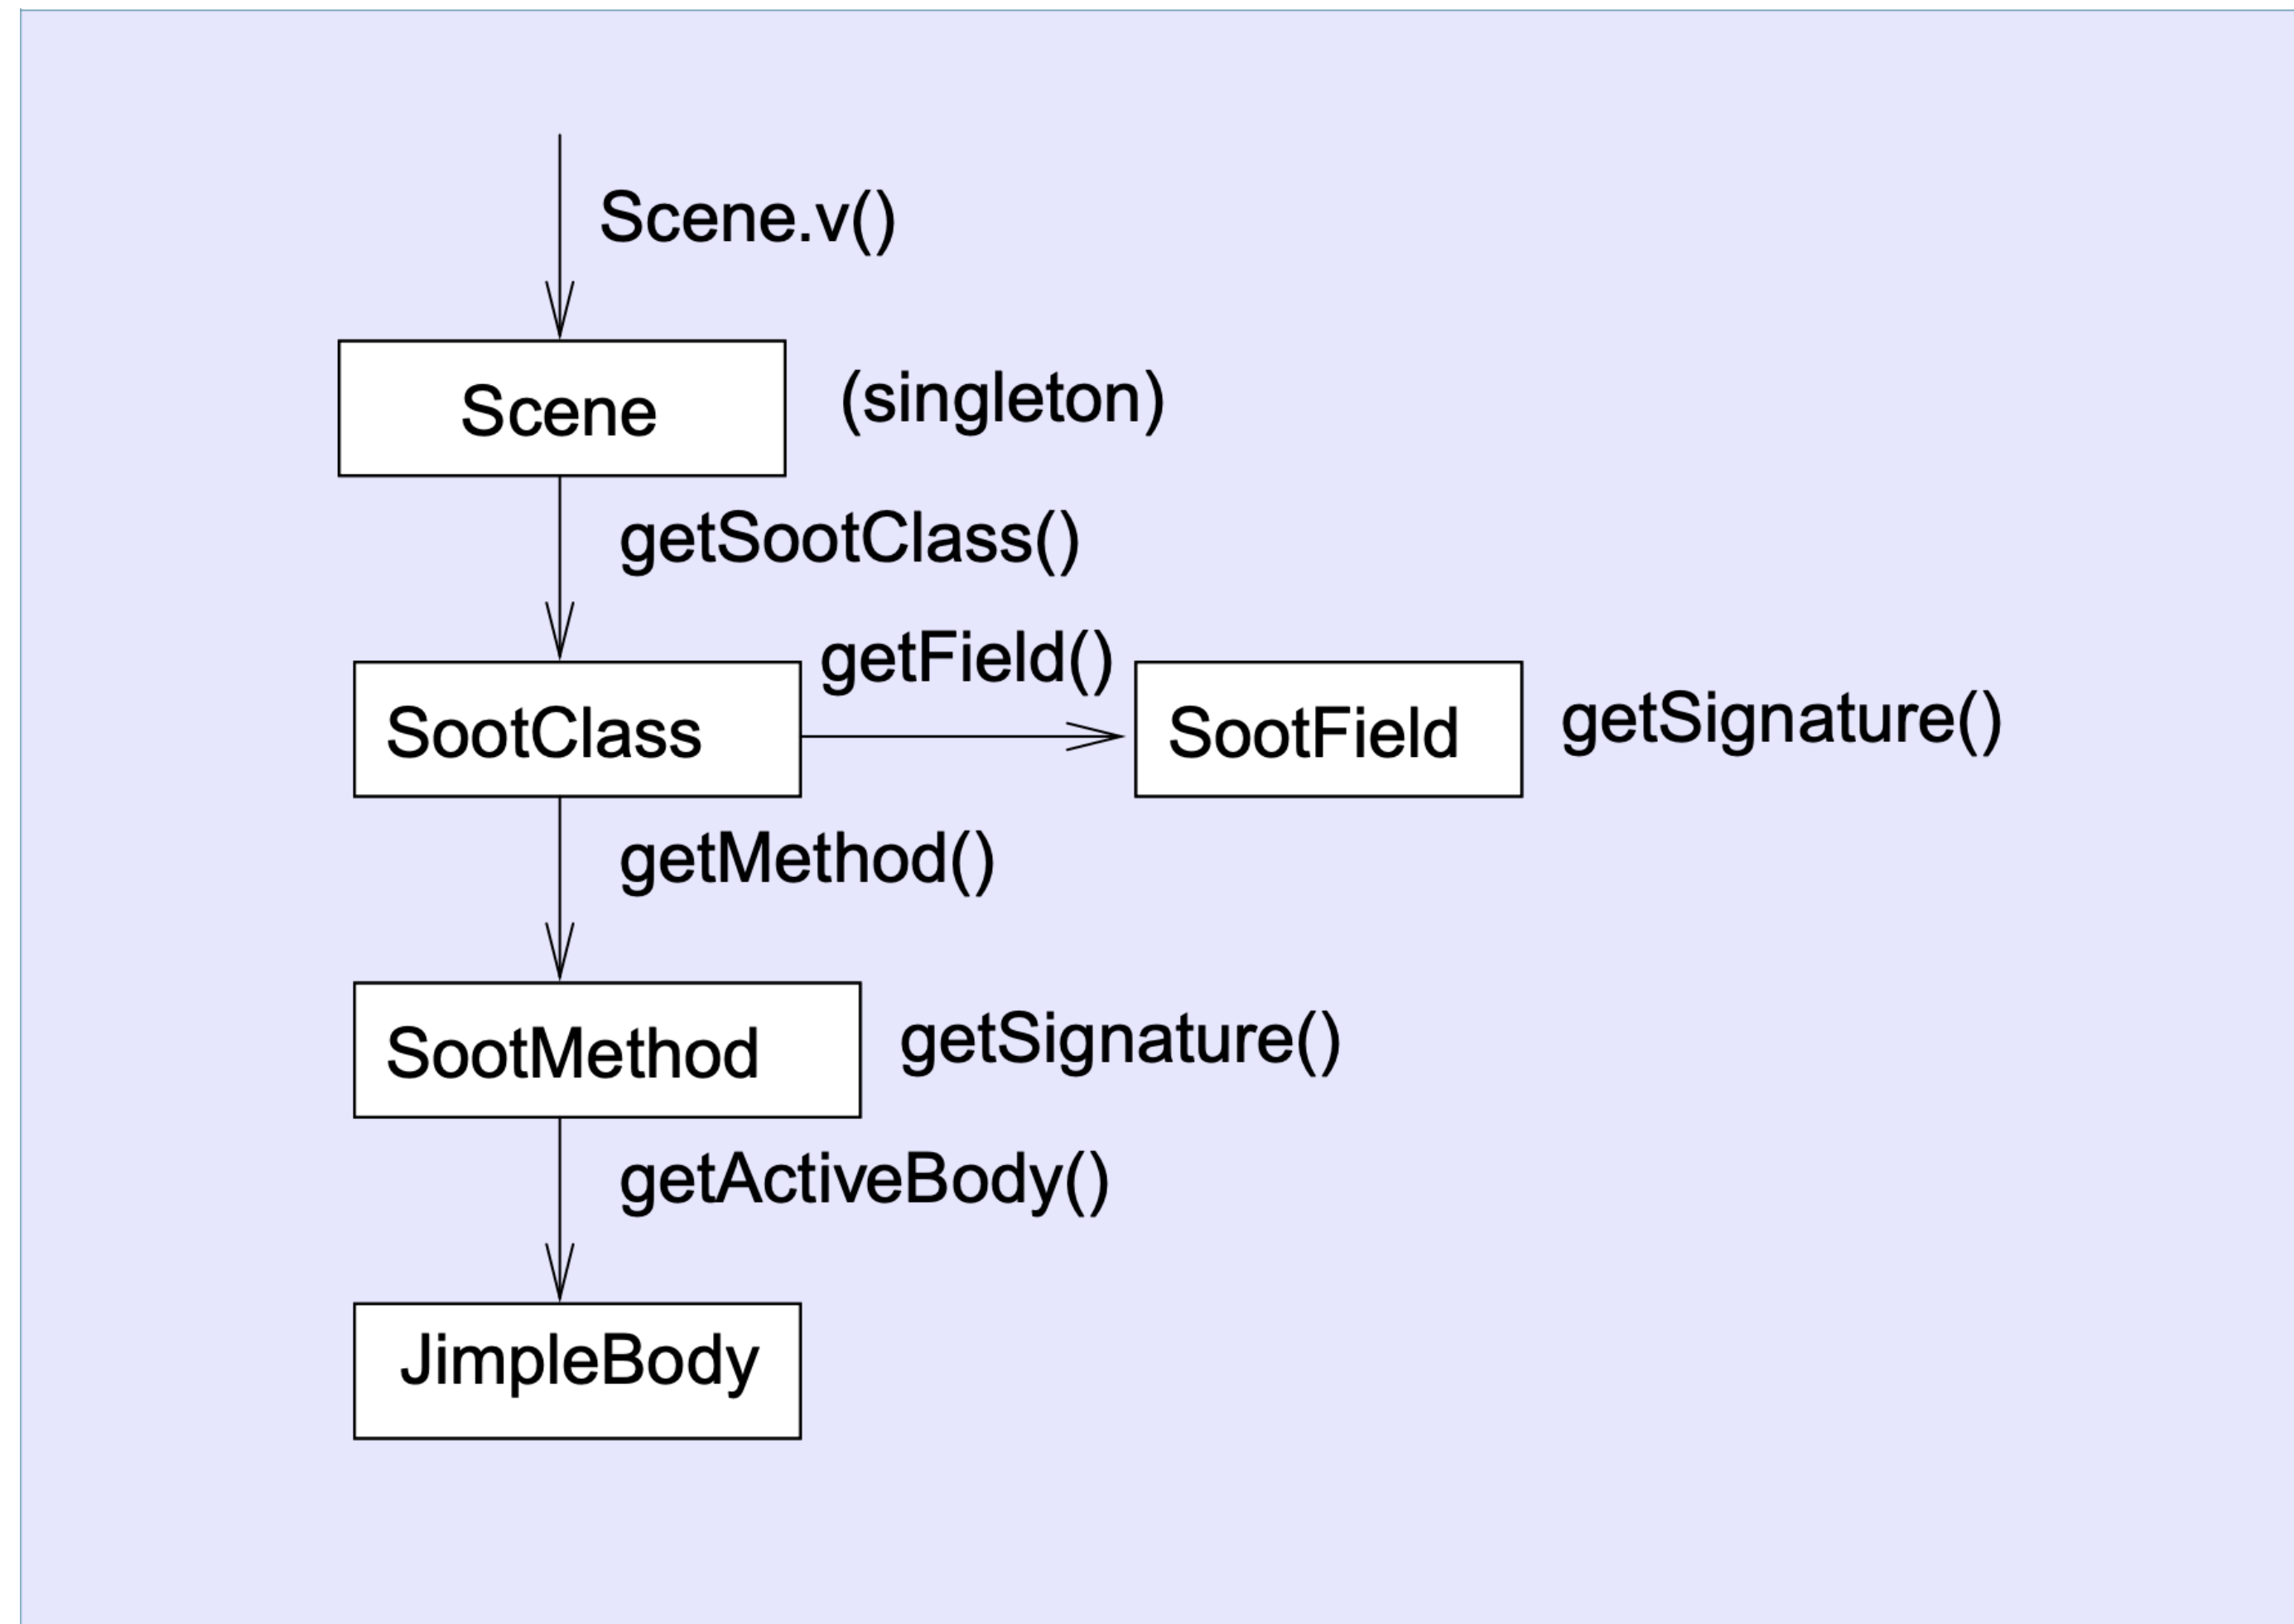 Scene.v()
Scene
(singleton)
getSootClass()
getField()
SootClass
SootField
getSignature()
getMethod()
SootMethod
getSignature()
getActiveBody()
JimpleBody